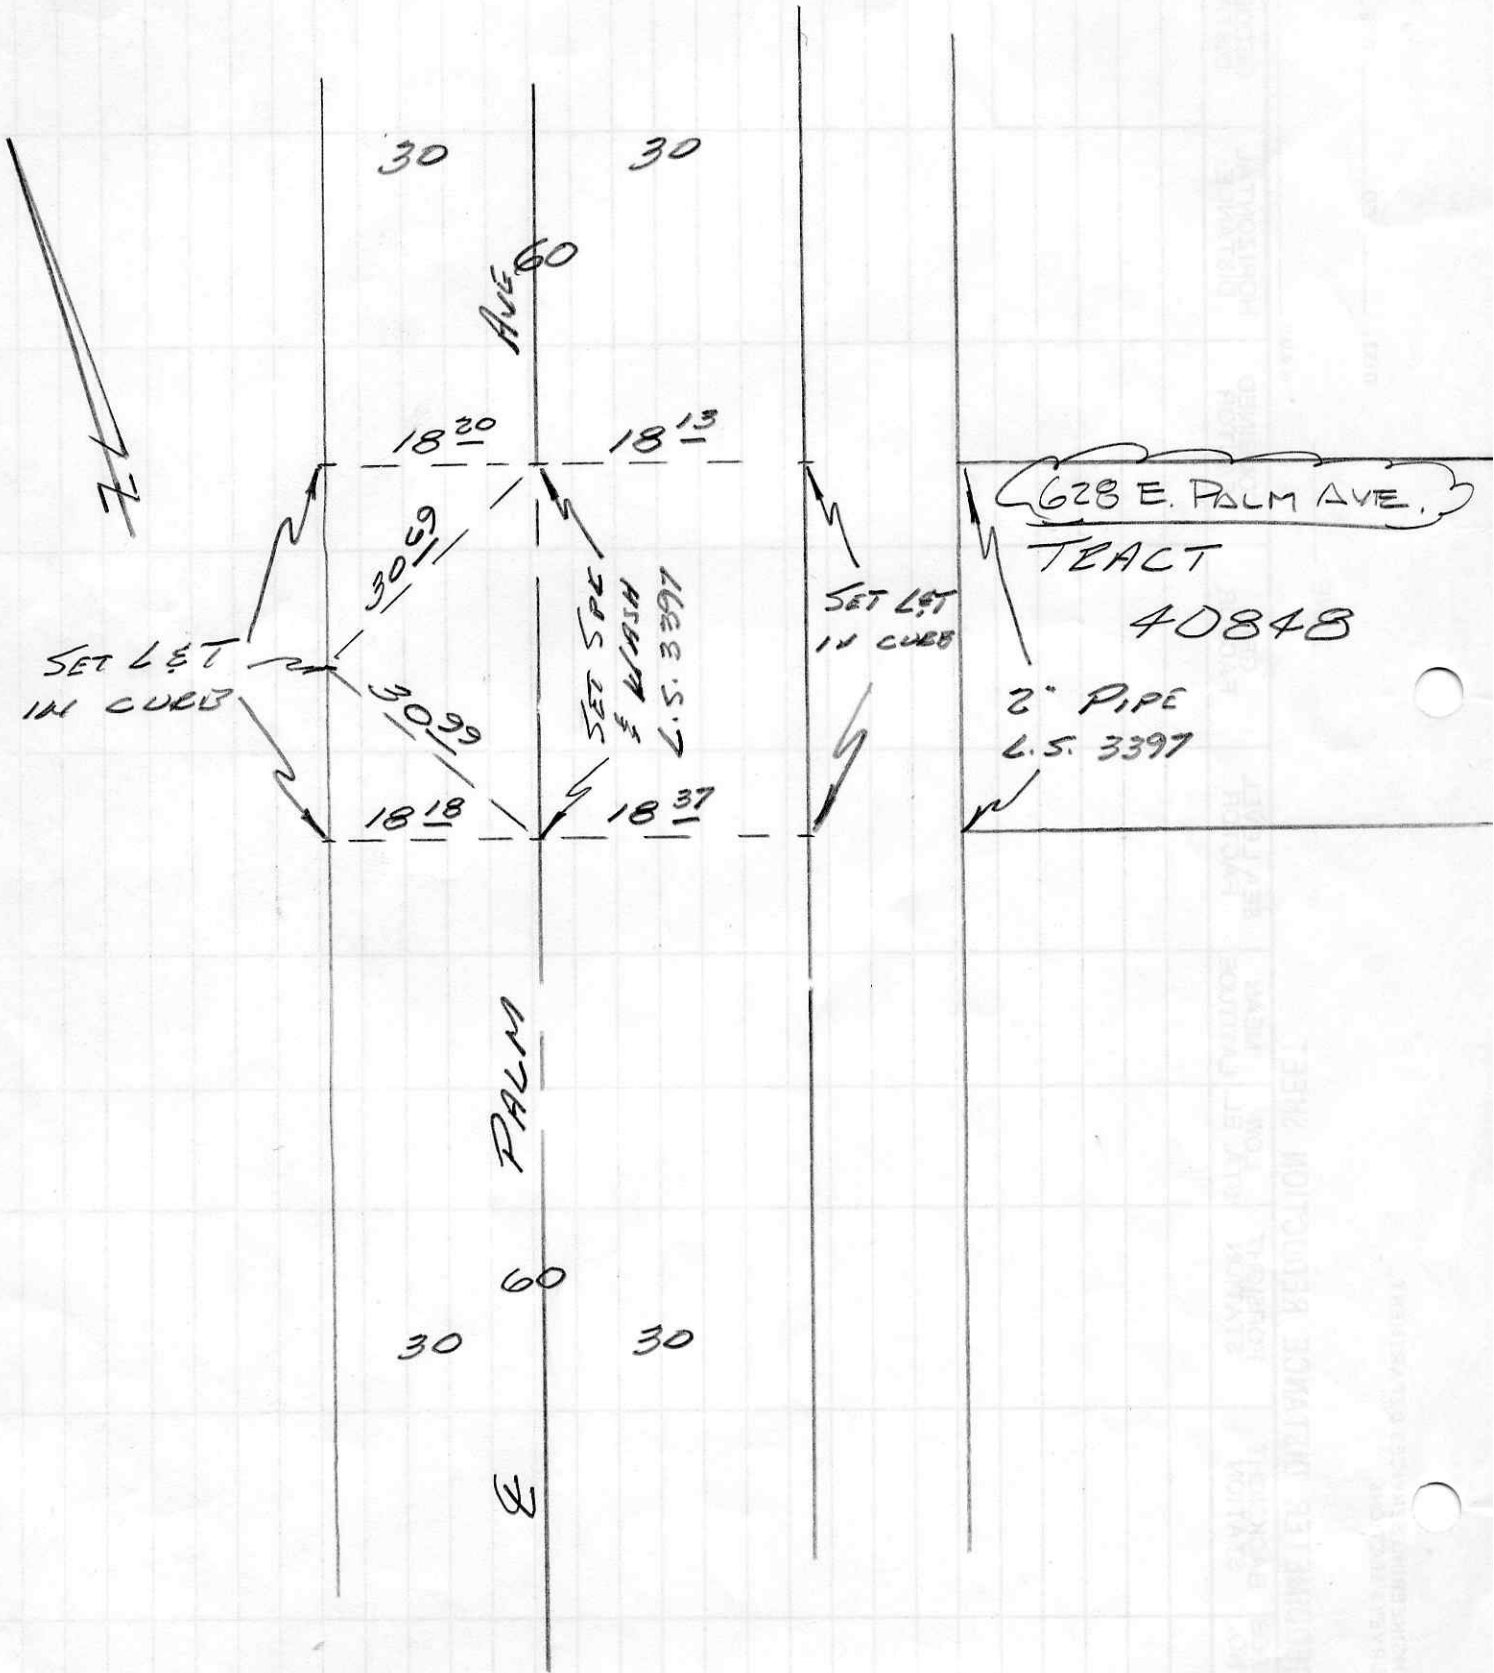 30
30
60
AVE
18 20
18 13
628 E. PALM AVE.
TRACT
40848
30 69
SET SPK
& WASH
L.S. 3397
SET L&T
IN CURB
SET L&T
IN CURB
30 99
2" PIPE
L.S. 3397
18 18
18 37
PALM
60
30
30
℄